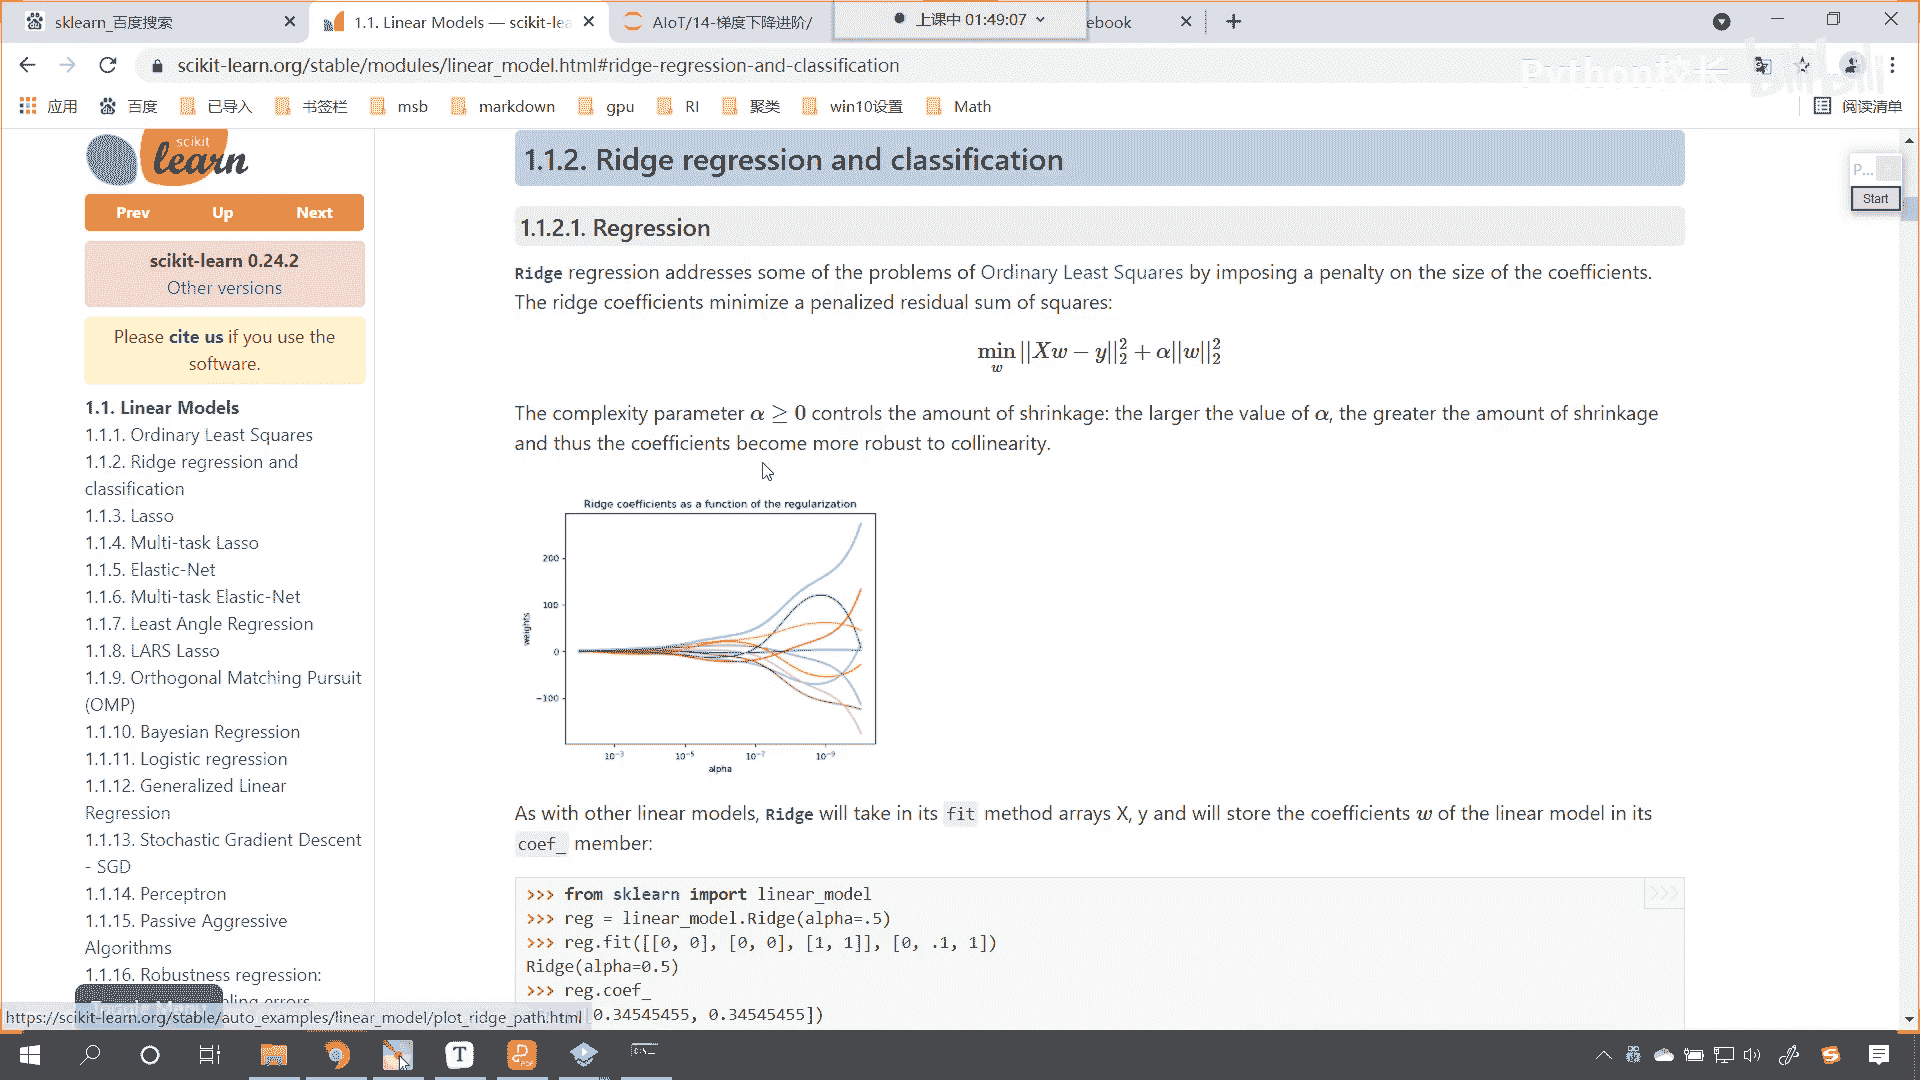 sklearn_百度搜索
1.1. Linear Models — scikit-lea
AIoT/14-梯度下降进阶/
上课中 01:49:07
ebook
scikit-learn.org/stable/modules/linear_model.html#ridge-regression-and-classification
Python校长
bilibili
应用
百度
已导入
书签栏
msb
markdown
gpu
RI
聚类
win10设置
Math
阅读清单
scikit
learn
Prev
Up
Next
scikit-learn 0.24.2
Other versions
Please cite us if you use the
software.
1.1. Linear Models
1.1.1. Ordinary Least Squares
1.1.2. Ridge regression and
classification
1.1.3. Lasso
1.1.4. Multi-task Lasso
1.1.5. Elastic-Net
1.1.6. Multi-task Elastic-Net
1.1.7. Least Angle Regression
1.1.8. LARS Lasso
1.1.9. Orthogonal Matching Pursuit
(OMP)
1.1.10. Bayesian Regression
1.1.11. Logistic regression
1.1.12. Generalized Linear
Regression
1.1.13. Stochastic Gradient Descent
- SGD
1.1.14. Perceptron
1.1.15. Passive Aggressive
Algorithms
1.1.16. Robustness regression:
1.1.2. Ridge regression and classification
1.1.2.1. Regression
Ridge regression addresses some of the problems of Ordinary Least Squares by imposing a penalty on the size of the coefficients.
The ridge coefficients minimize a penalized residual sum of squares:
min_w ||Xw − y||₂² + α||w||₂²
The complexity parameter α ≥ 0 controls the amount of shrinkage: the larger the value of α, the greater the amount of shrinkage
and thus the coefficients become more robust to collinearity.
Ridge coefficients as a function of the regularization
200
100
0
−100
weights
10⁻³
10⁻⁵
10⁻⁷
10⁻⁹
alpha
As with other linear models, Ridge will take in its fit method arrays X, y and will store the coefficients w of the linear model in its
coef_ member:
>>> from sklearn import linear_model
>>> reg = linear_model.Ridge(alpha=.5)
>>> reg.fit([[0, 0], [0, 0], [1, 1]], [0, .1, 1])
Ridge(alpha=0.5)
>>> reg.coef_
0.34545455, 0.34545455])
>>>
P...
Start
https://scikit-learn.org/stable/auto_examples/linear_model/plot_ridge_path.html